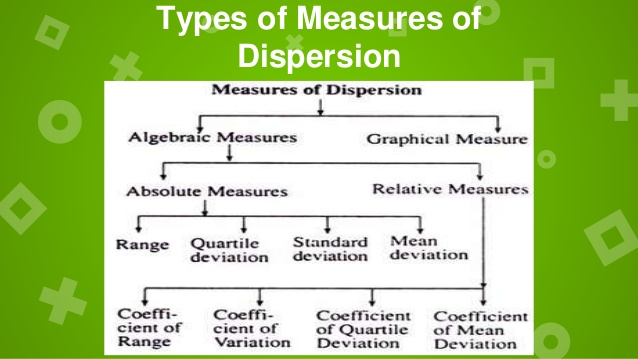 Types of Measures of
Dispersion
Measures of Dispersion
Algebraic Measures
Graphical Measure
Absolute Measures
Relative Measures
Range
Quartile
deviation
Standard
deviation
Mean
deviation
Coeffi-
cient of
Range
Coeffi-
cient of
Variation
Coefficient
of Quartile
Deviation
Coefficient
of Mean
Deviation